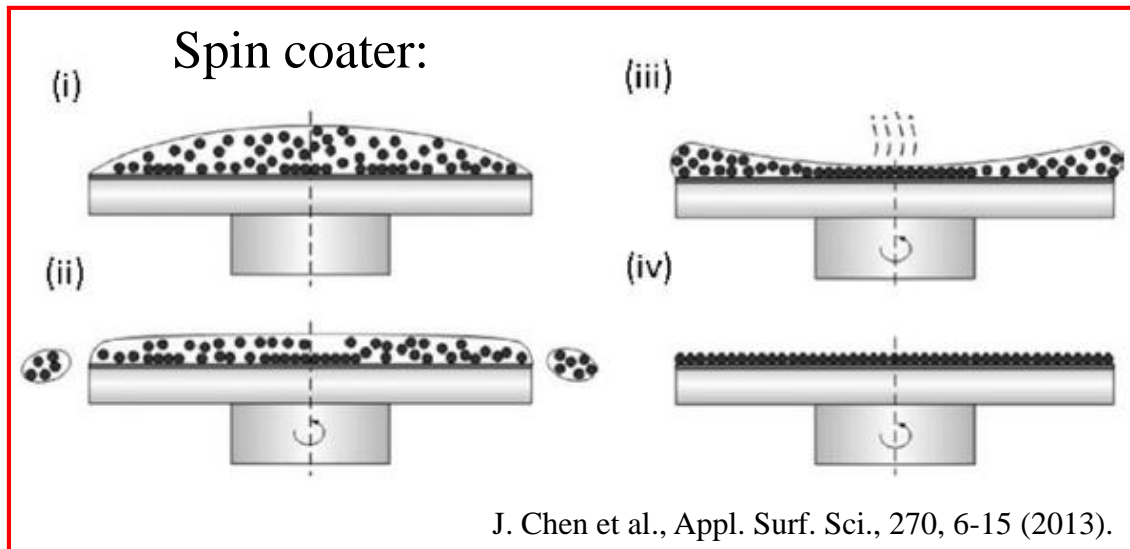 Spin coater:
(i)
(iii)
(ii)
(iv)
J. Chen et al., Appl. Surf. Sci., 270, 6-15 (2013).